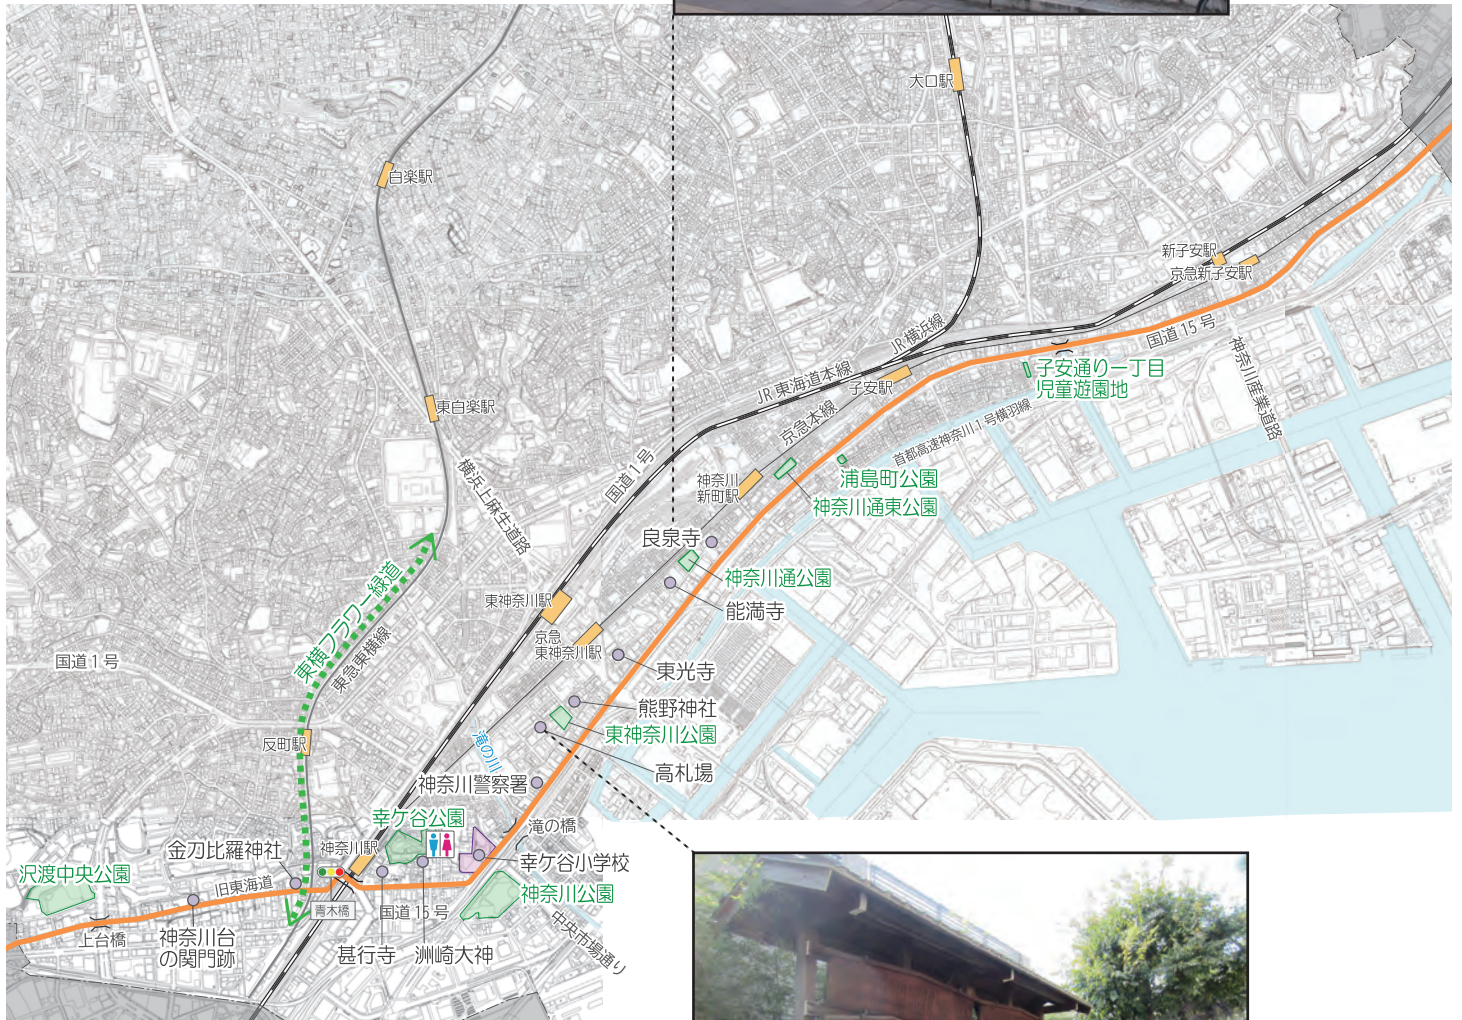 大口駅
白楽駅
新子安駅
京急新子安駅
国道15号
JR横浜線
神奈川産業道路
子安通り一丁目
児童遊園地
JR東海道本線
子安駅
東白楽駅
京急本線
首都高速神奈川1号横羽線
横浜上麻生道路
国道1号
神奈川
新町駅
浦島町公園
神奈川通東公園
良泉寺
神奈川通公園
東横フラワー緑道
東神奈川駅
能満寺
京急
東神奈川駅
東急東横線
国道1号
東光寺
熊野神社
反町駅
滝の川
東神奈川公園
高札場
神奈川警察署
幸ケ谷公園
滝の橋
金刀比羅神社
神奈川駅
幸ケ谷小学校
沢渡中央公園
旧東海道
神奈川公園
青木橋
国道15号
中央市場通り
上台橋
神奈川台
の関門跡
甚行寺
洲崎大神